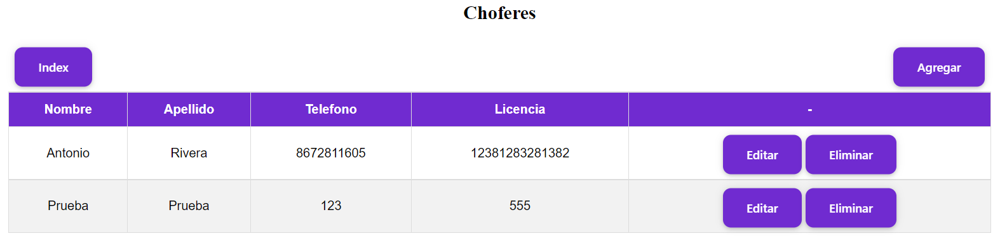 Choferes
Index Agregar
Nombre Apellido Telefono Licencia -
Antonio Rivera 8672811605 12381283281382 Editar Eliminar
Prueba Prueba 123 555 Editar Eliminar